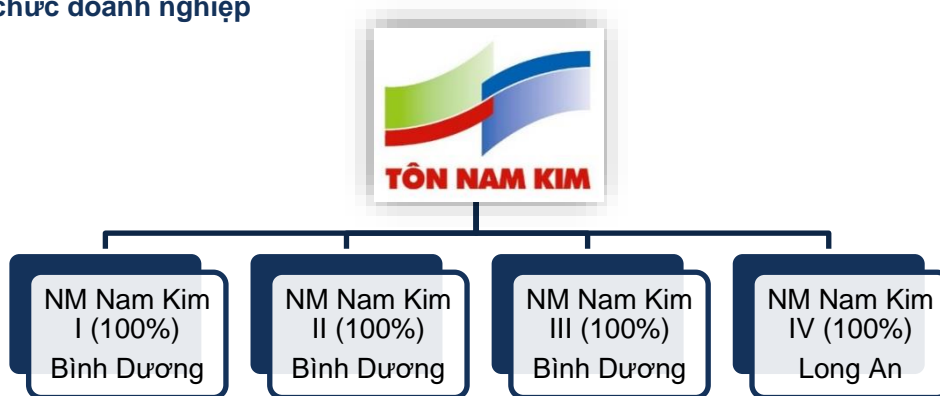 chức doanh nghiệp
TÔN NAM KIM
NM Nam Kim
I (100%)
Bình Dương
NM Nam Kim
II (100%)
Bình Dương
NM Nam Kim
III (100%)
Bình Dương
NM Nam Kim
IV (100%)
Long An